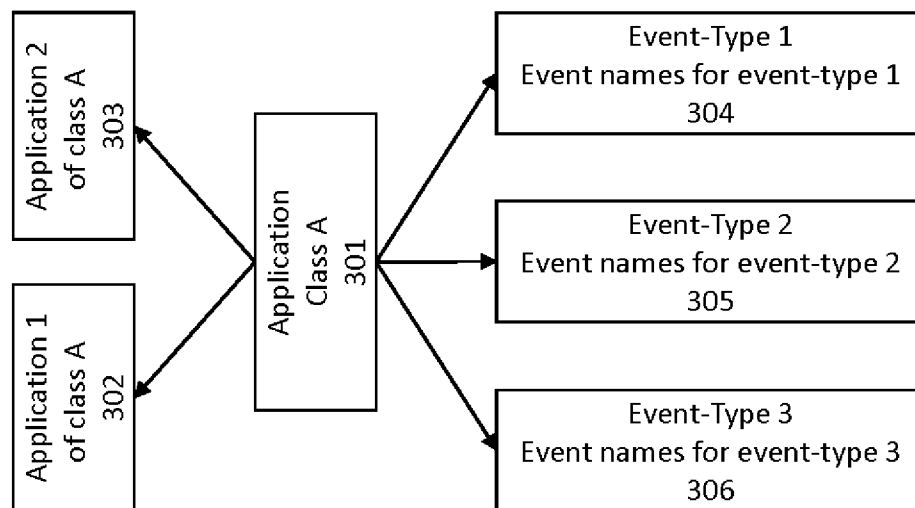 Application 2
of class A
303
Application 1
of class A
302
Application
Class A
301
Event-Type 1
Event names for event-type 1
304
Event-Type 2
Event names for event-type 2
305
Event-Type 3
Event names for event-type 3
306